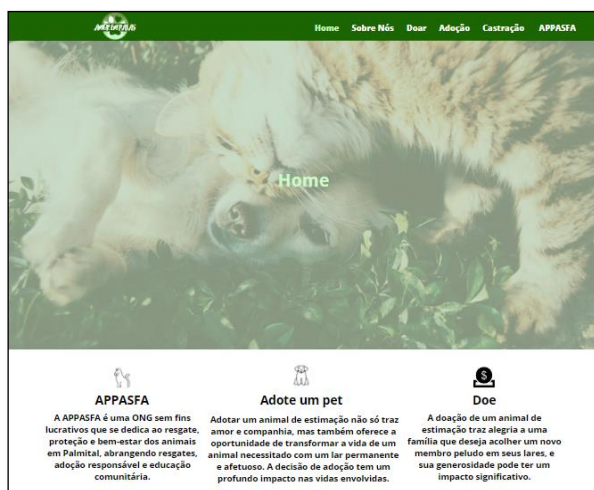 Home Sobre Nós Doar Adoção Castração APPASFA
Home
APPASFA
A APPASFA é uma ONG sem fins
lucrativos que se dedica ao resgate,
proteção e bem-estar dos animais
em Palmital, abrangendo resgates,
adoção responsável e educação
comunitária.
Adote um pet
Adotar um animal de estimação não só traz
amor e companhia, mas também oferece a
oportunidade de transformar a vida de um
animal necessitado com um lar permanente
e afetuoso. A decisão de adoção tem um
profundo impacto nas vidas envolvidas.
$
Doe
A doação de um animal de
estimação traz alegria a uma
família que deseja acolher um novo
membro peludo em seus lares, e
sua generosidade pode ter um
impacto significativo.